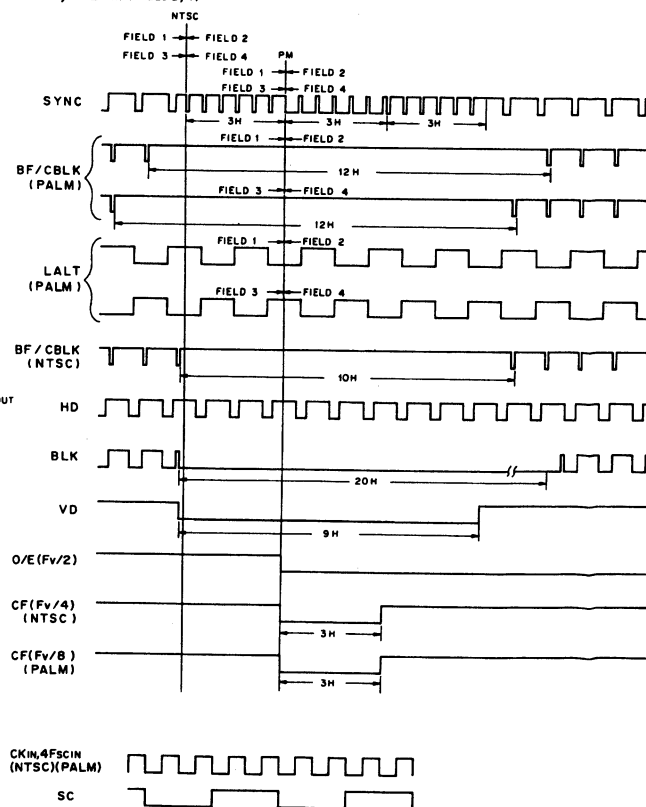 NTSC
FIELD 1 FIELD 2
FIELD 3 FIELD 4
PM
FIELD 1 FIELD 2
FIELD 3 FIELD 4
SYNC
3H 3H 3H
FIELD 1 FIELD 2
BF/CBLK
(PALM)
12H
FIELD 3 FIELD 4
12H
LALT
(PALM)
FIELD 1 FIELD 2
FIELD 3 FIELD 4
BF/CBLK
(NTSC)
10H
OUT
HD
BLK
20H
VD
9H
O/E(Fv/2)
CF(Fv/4)
(NTSC)
3H
CF(Fv/8)
(PALM)
3H
CKIN,4FSCIN
(NTSC)(PALM)
SC